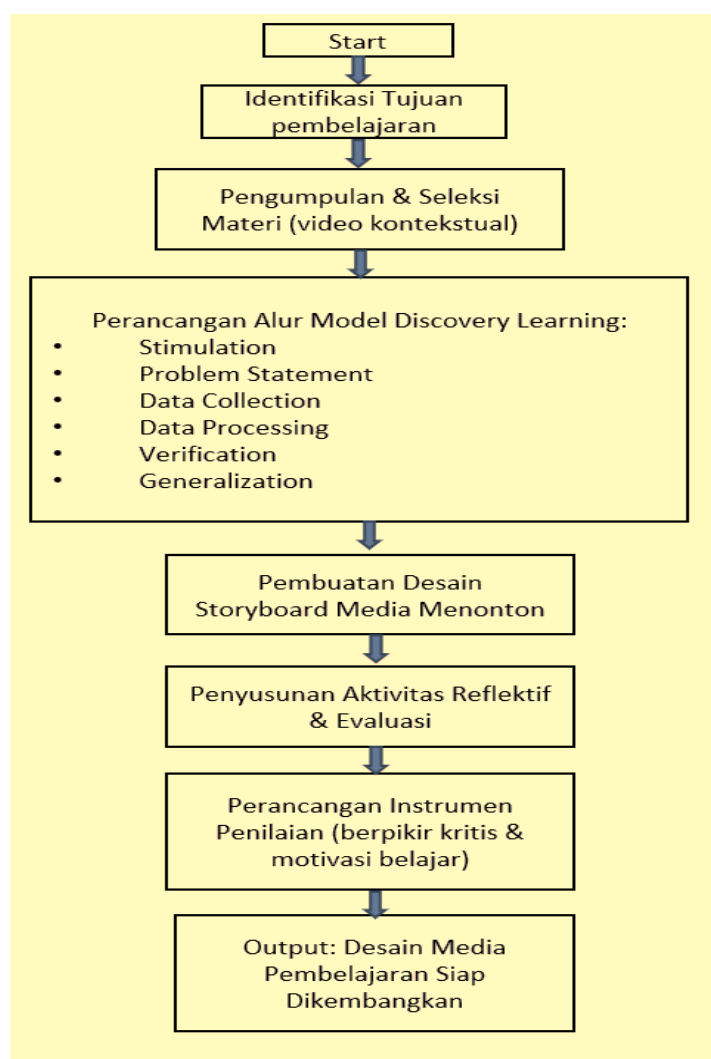 Start
Identifikasi Tujuan
pembelajaran
Pengumpulan & Seleksi
Materi (video kontekstual)
Perancangan Alur Model Discovery Learning:
• Stimulation
• Problem Statement
• Data Collection
• Data Processing
• Verification
• Generalization
Pembuatan Desain
Storyboard Media Menonton
Penyusunan Aktivitas Reflektif
& Evaluasi
Perancangan Instrumen
Penilaian (berpikir kritis &
motivasi belajar)
Output: Desain Media
Pembelajaran Siap
Dikembangkan